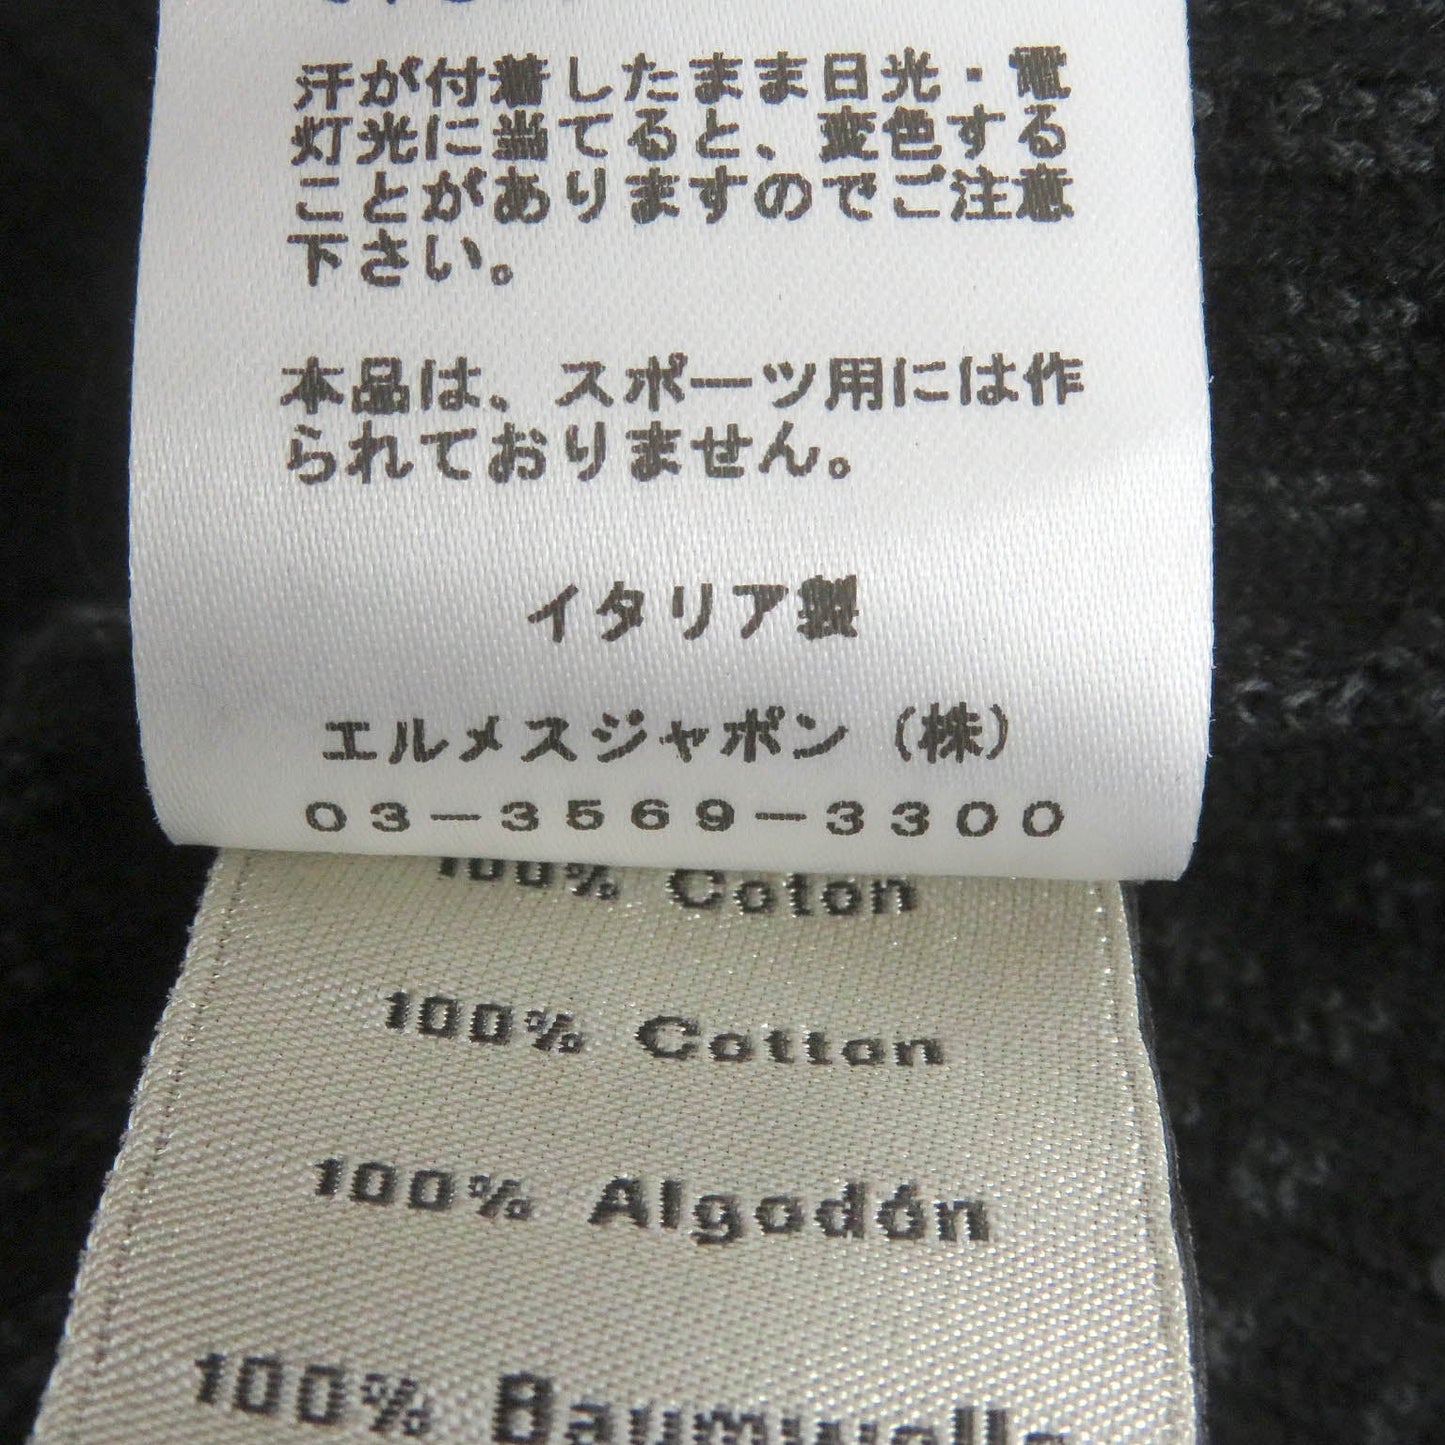 汗が付着したまま日光・電
灯光に当てると、変色する
ことがありますのでご注意
下さい。
本品は、スポーツ用には作
られておりません。
イタリア製
エルメスジャポン（株）
０３－３５６９－３３００
100% Coton
100% Cotton
100% Algodón
100% Baumwolle